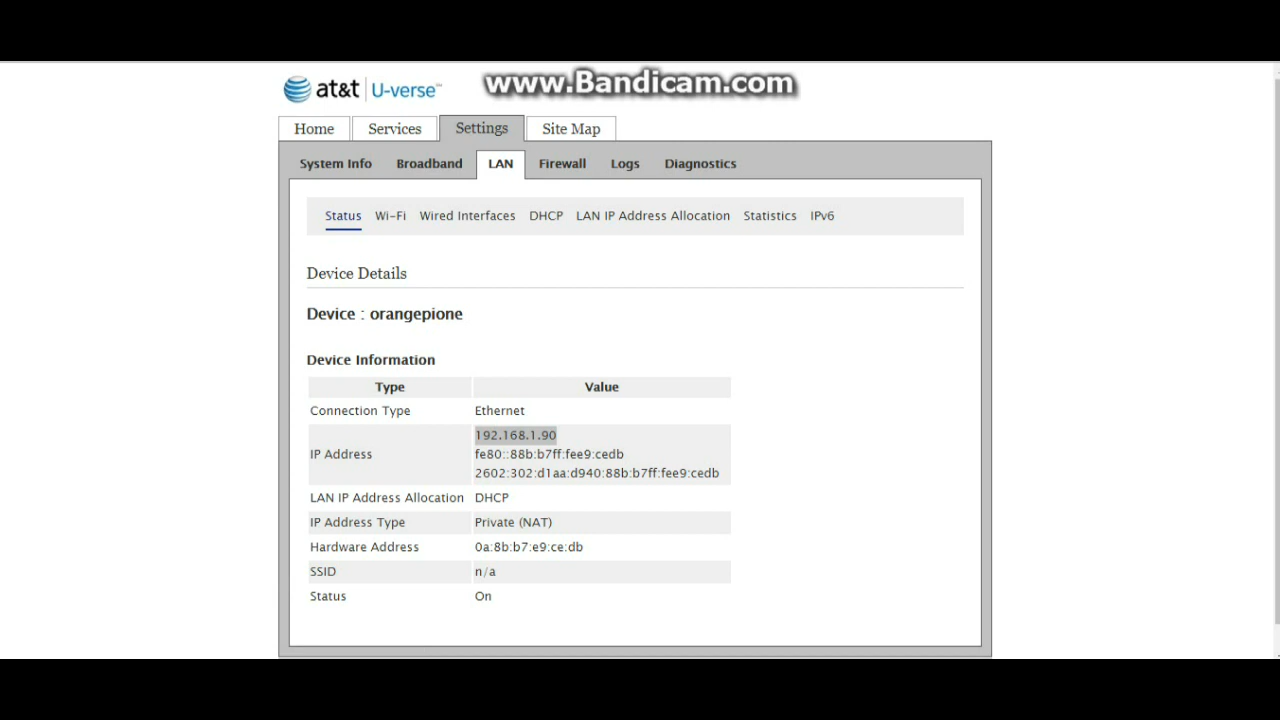 at&t U-verse™
www.Bandicam.com
Home Services Settings Site Map
System Info Broadband LAN Firewall Logs Diagnostics
Status Wi-Fi Wired Interfaces DHCP LAN IP Address Allocation Statistics IPv6
Device Details
Device : orangepione
Device Information
Type Value
Connection Type Ethernet
IP Address 192.168.1.90
fe80::88b:b7ff:fee9:cedb
2602:302:d1aa:d940:88b:b7ff:fee9:cedb
LAN IP Address Allocation DHCP
IP Address Type Private (NAT)
Hardware Address 0a:8b:b7:e9:ce:db
SSID n/a
Status On